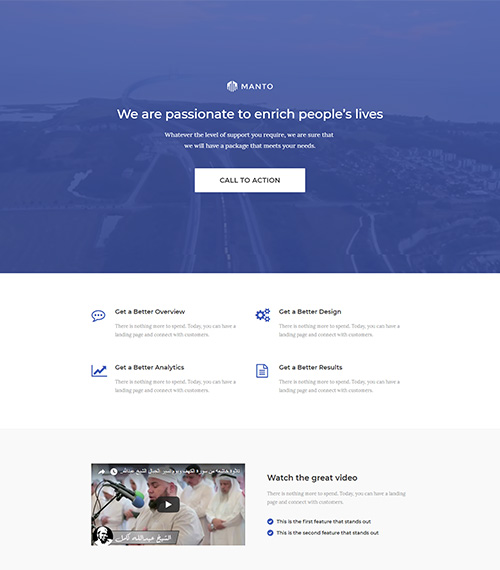 MANTO
We are passionate to enrich people's lives
Whatever the level of support you require, we are sure that
we will have a package that meets your needs.
CALL TO ACTION
Get a Better Overview
There is nothing more to spend. Today, you can have a
landing page and connect with customers.
Get a Better Design
There is nothing more to spend. Today, you can have a
landing page and connect with customers.
Get a Better Analytics
There is nothing more to spend. Today, you can have a
landing page and connect with customers.
Get a Better Results
There is nothing more to spend. Today, you can have a
landing page and connect with customers.
من سورة الكهف
الشيخ عبدالله كامل
Watch the great video
There is nothing more to spend. Today, you can have a landing
page and connect with customers.
This is the first feature that stands out
This is the second feature that stands out